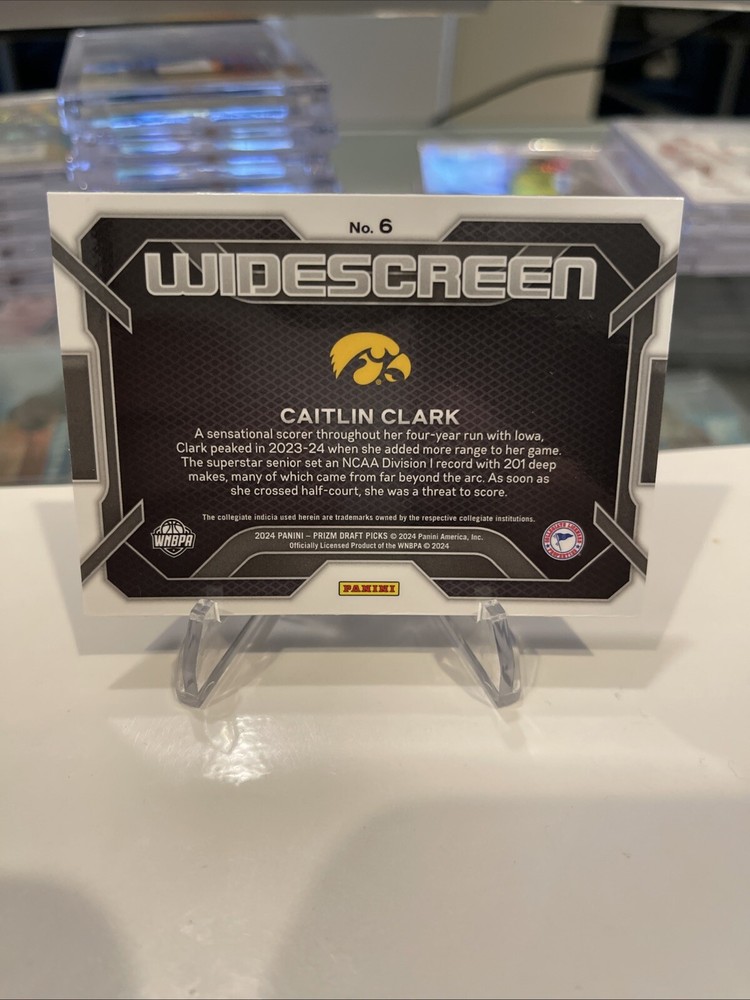 No. 6
WIDESCREEN
CAITLIN CLARK
A sensational scorer throughout her four-year run with Iowa,
Clark peaked in 2023-24 when she added more range to her game.
The superstar senior set an NCAA Division I record with 201 deep
makes, many of which came from far beyond the arc. As soon as
she crossed half-court, she was a threat to score.
The collegiate indicia used herein are trademarks owned by the respective collegiate institutions.
WNBPA
2024 PANINI – PRIZM DRAFT PICKS © 2024 Panini America, Inc.
Officially Licensed Product of the WNBPA © 2024
PANINI